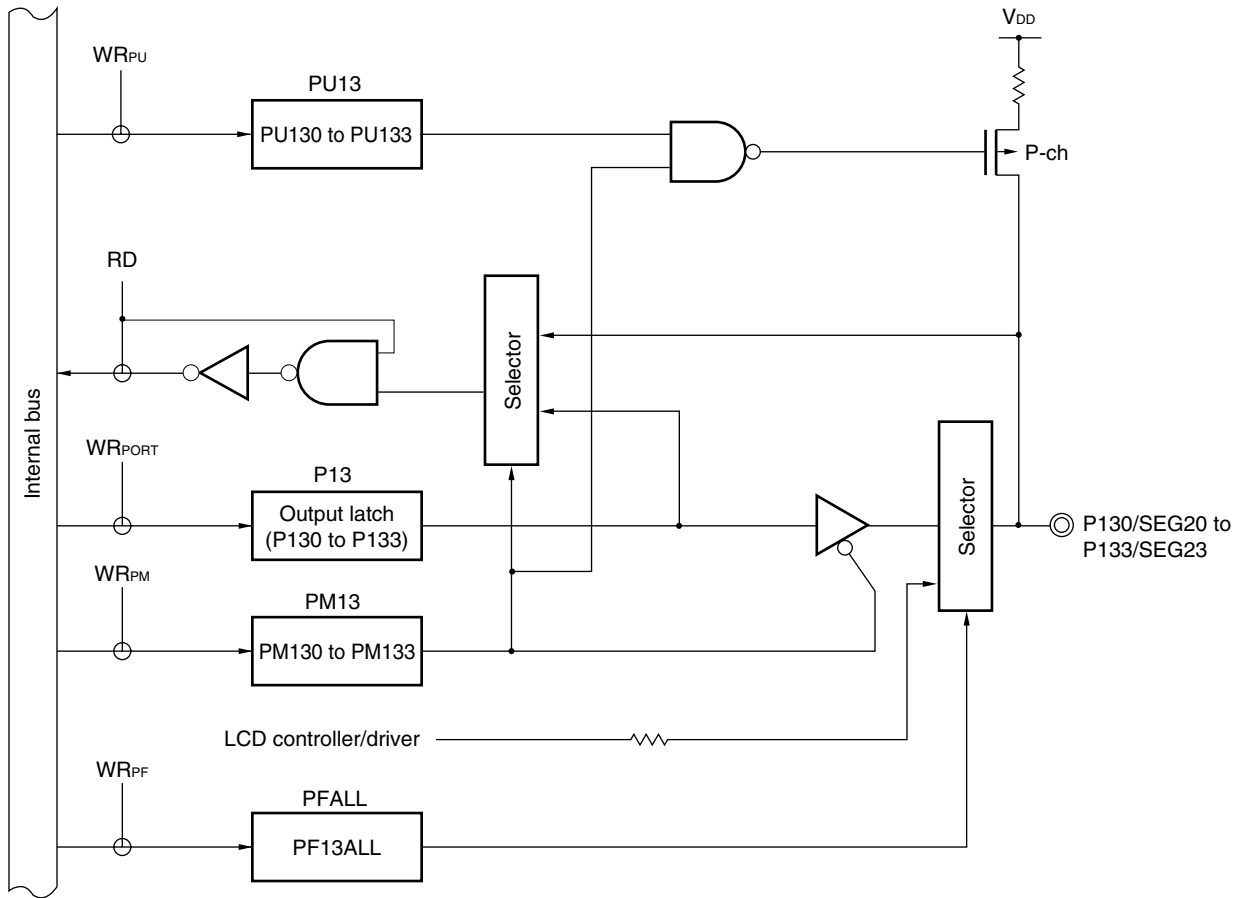 VDD
WRPU
PU13
PU130 to PU133
P-ch
RD
Selector
Internal bus
WRPORT
P13
Output latch
(P130 to P133)
Selector
P130/SEG20 to
P133/SEG23
WRPM
PM13
PM130 to PM133
LCD controller/driver
WRPF
PFALL
PF13ALL